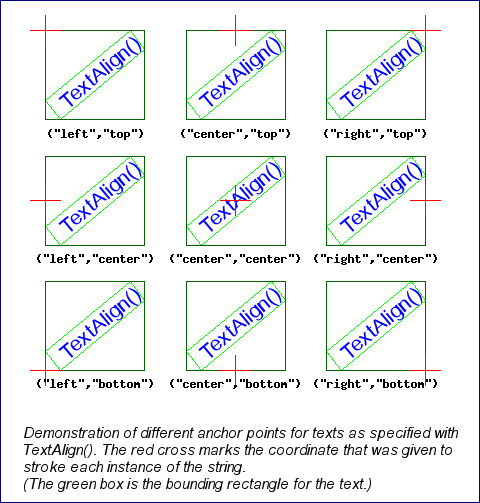 TextAlign() TextAlign() TextAlign()
("left","top") ("center","top") ("right","top")
TextAlign() TextAlign() TextAlign()
("left","center") ("center","center") ("right","center")
TextAlign() TextAlign() TextAlign()
("left","bottom") ("center","bottom") ("right","bottom")
Demonstration of different anchor points for texts as specified with
TextAlign(). The red cross marks the coordinate that was given to
stroke each instance of the string.
(The green box is the bounding rectangle for the text.)